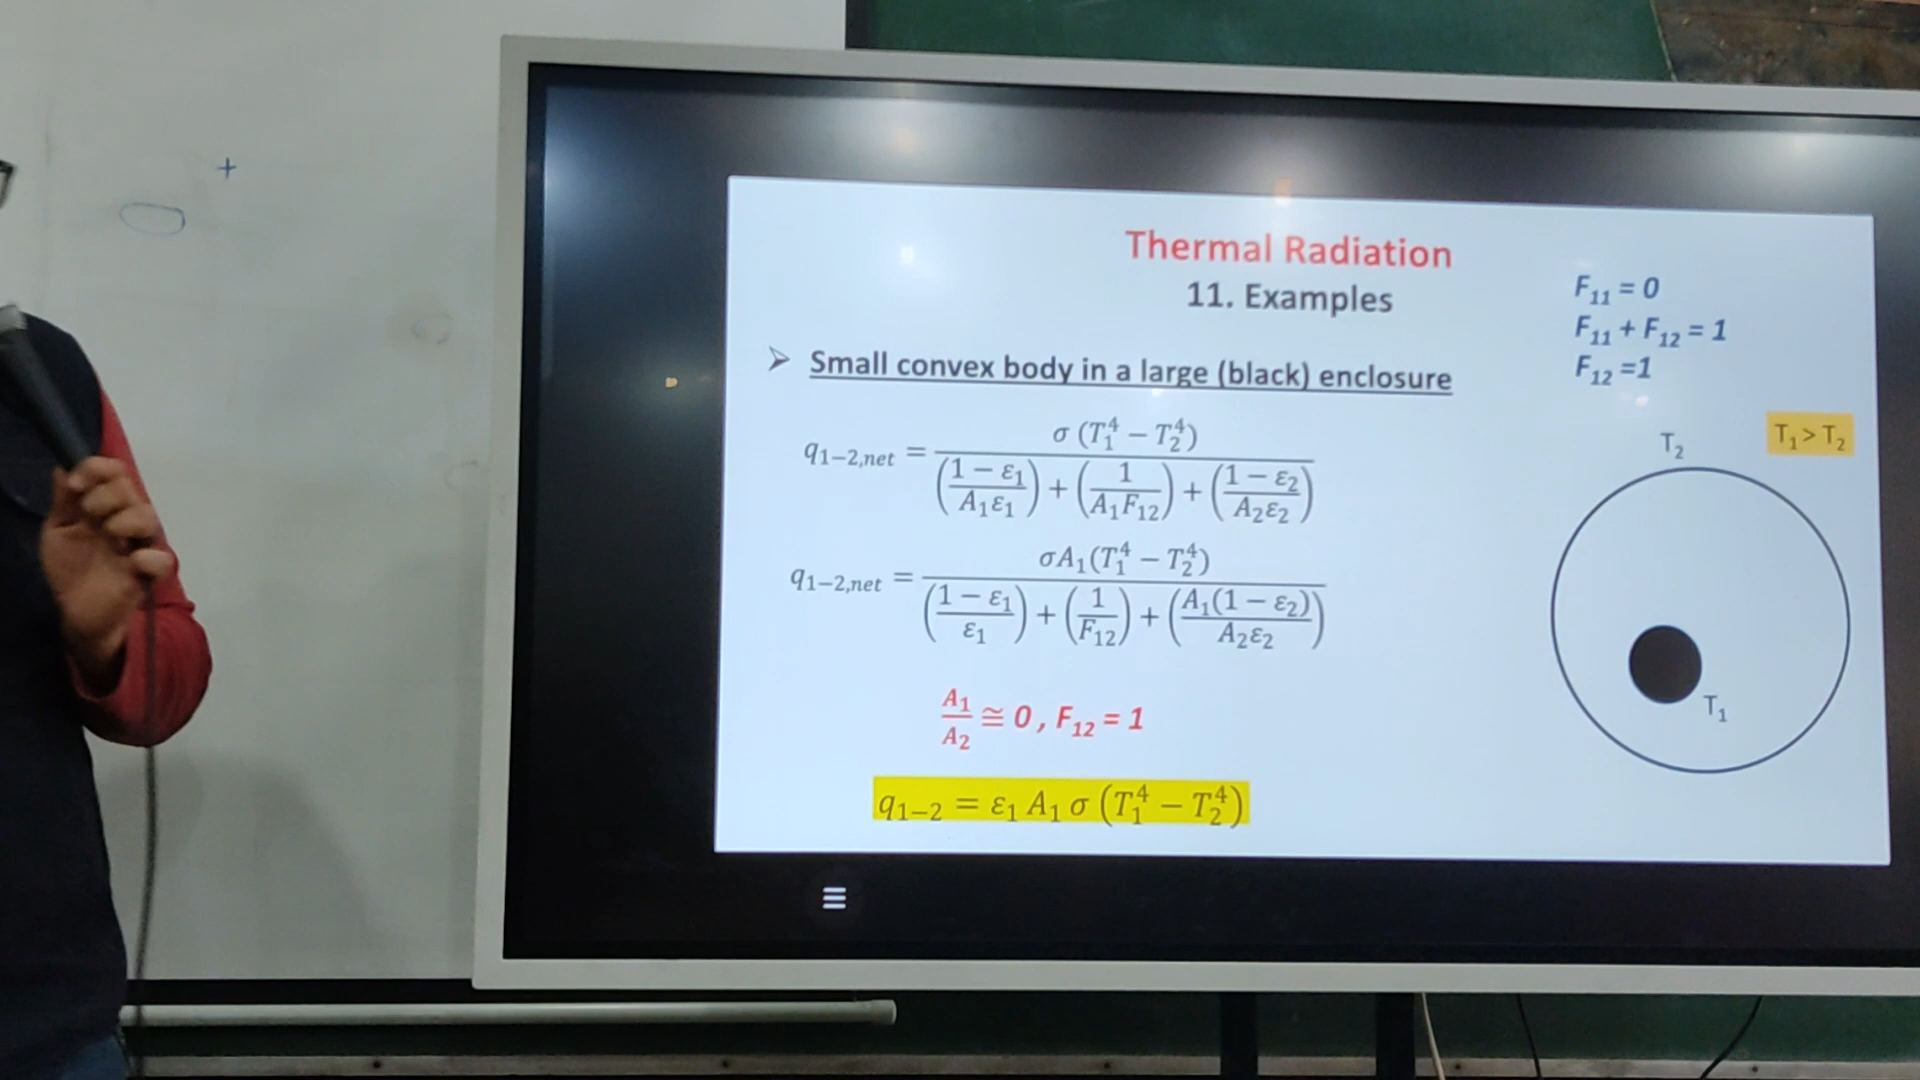 +
Thermal Radiation
11. Examples
F₁₁ = 0
F₁₁ + F₁₂ = 1
F₁₂ =1
➢ Small convex body in a large (black) enclosure
q₁₋₂,net = σ (T₁⁴ − T₂⁴) / ((1 − ε₁)/(A₁ε₁)) + (1/(A₁F₁₂)) + ((1 − ε₂)/(A₂ε₂))
T₂
T₁ > T₂
q₁₋₂,net = σA₁(T₁⁴ − T₂⁴) / ((1 − ε₁)/ε₁) + (1/F₁₂) + (A₁(1 − ε₂)/(A₂ε₂))
A₁/A₂ ≅ 0 , F₁₂ = 1
T₁
q₁₋₂ = ε₁ A₁ σ (T₁⁴ − T₂⁴)